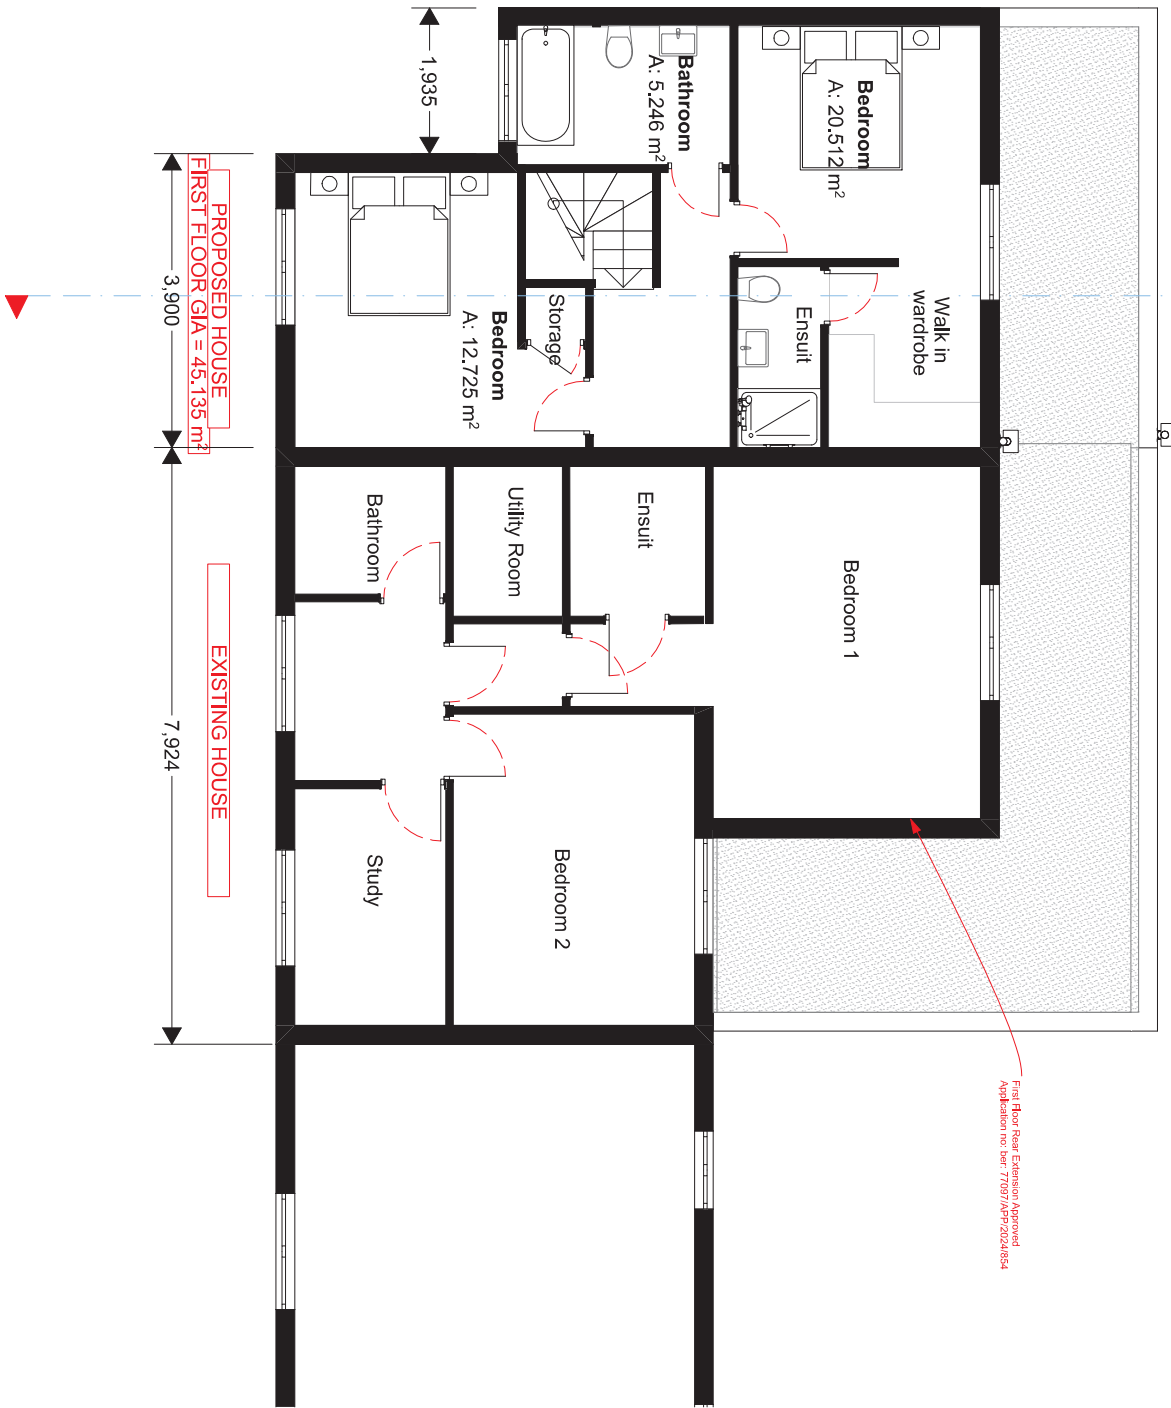 1,935
3,900
7,924
PROPOSED HOUSE
FIRST FLOOR GIA = 45.135 m²
EXISTING HOUSE
Bathroom
A: 5.246 m²
Bedroom
A: 20.512 m²
Walk in
wardrobe
Ensuit
Storage
Bedroom
A: 12.725 m²
Bathroom
Utility Room
Ensuit
Bedroom 1
Study
Bedroom 2
First Floor Rear Extension Approved
Application no: ber: 77097/APP/2024/854